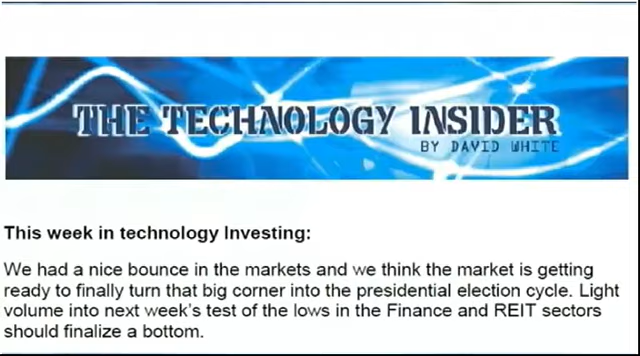 THE TECHNOLOGY INSIDER
BY DAVID WHITE
This week in technology Investing:
We had a nice bounce in the markets and we think the market is getting
ready to finally turn that big corner into the presidential election cycle. Light
volume into next week's test of the lows in the Finance and REIT sectors
should finalize a bottom.